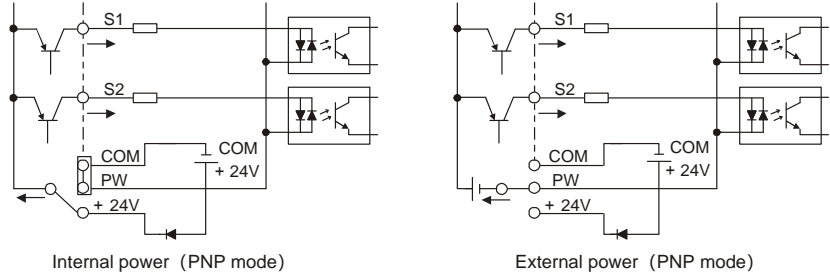 S1
S2
COM
COM
+ 24V
PW
+ 24V
Internal power（PNP mode）
S1
S2
COM
COM
+ 24V
PW
+ 24V
External power（PNP mode）